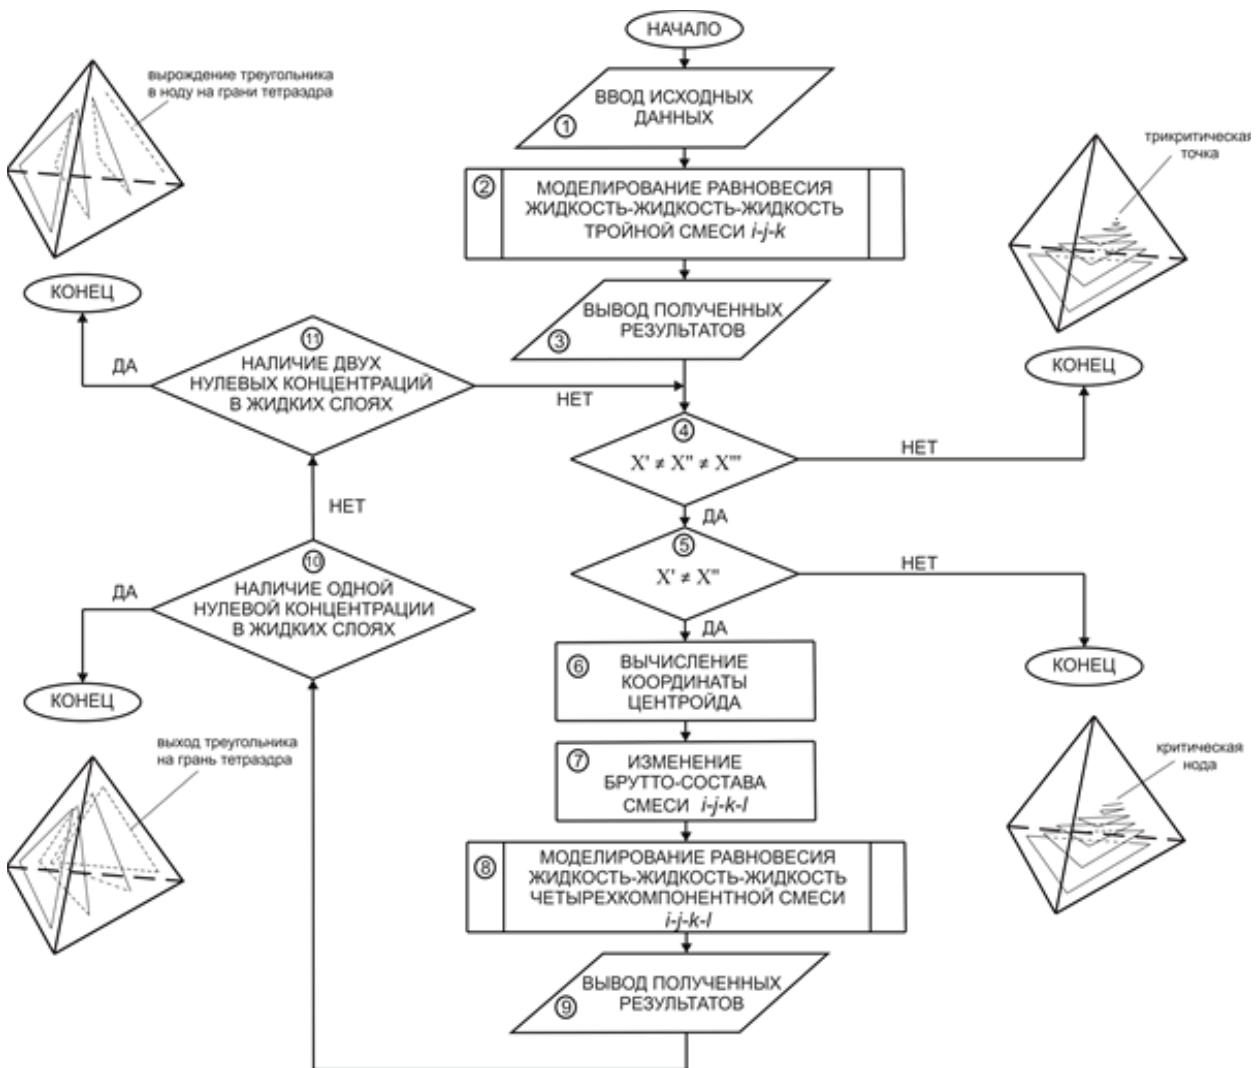 НАЧАЛО
ВВОД ИСХОДНЫХ
ДАННЫХ
1
2
МОДЕЛИРОВАНИЕ РАВНОВЕСИЯ
ЖИДКОСТЬ-ЖИДКОСТЬ-ЖИДКОСТЬ
ТРОЙНОЙ СМЕСИ i-j-k
ВЫВОД ПОЛУЧЕННЫХ
РЕЗУЛЬТАТОВ
3
4
X' ≠ X'' ≠ X'''
НЕТ
КОНЕЦ
трикритическая
точка
ДА
5
X' ≠ X''
НЕТ
КОНЕЦ
критическая
нода
ДА
6
ВЫЧИСЛЕНИЕ
КООРДИНАТЫ
ЦЕНТРОЙДА
7
ИЗМЕНЕНИЕ
БРУТТО-СОСТАВА
СМЕСИ i-j-k-l
8
МОДЕЛИРОВАНИЕ РАВНОВЕСИЯ
ЖИДКОСТЬ-ЖИДКОСТЬ-ЖИДКОСТЬ
ЧЕТЫРЕХКОМПОНЕНТНОЙ СМЕСИ
i-j-k-l
ВЫВОД ПОЛУЧЕННЫХ
РЕЗУЛЬТАТОВ
9
10
НАЛИЧИЕ ОДНОЙ
НУЛЕВОЙ КОНЦЕНТРАЦИИ
В ЖИДКИХ СЛОЯХ
ДА
КОНЕЦ
выход треугольника
на грань тетраэдра
НЕТ
11
НАЛИЧИЕ ДВУХ
НУЛЕВЫХ КОНЦЕНТРАЦИЙ
В ЖИДКИХ СЛОЯХ
НЕТ
ДА
КОНЕЦ
вырождение треугольника
в ноду на грани тетраэдра